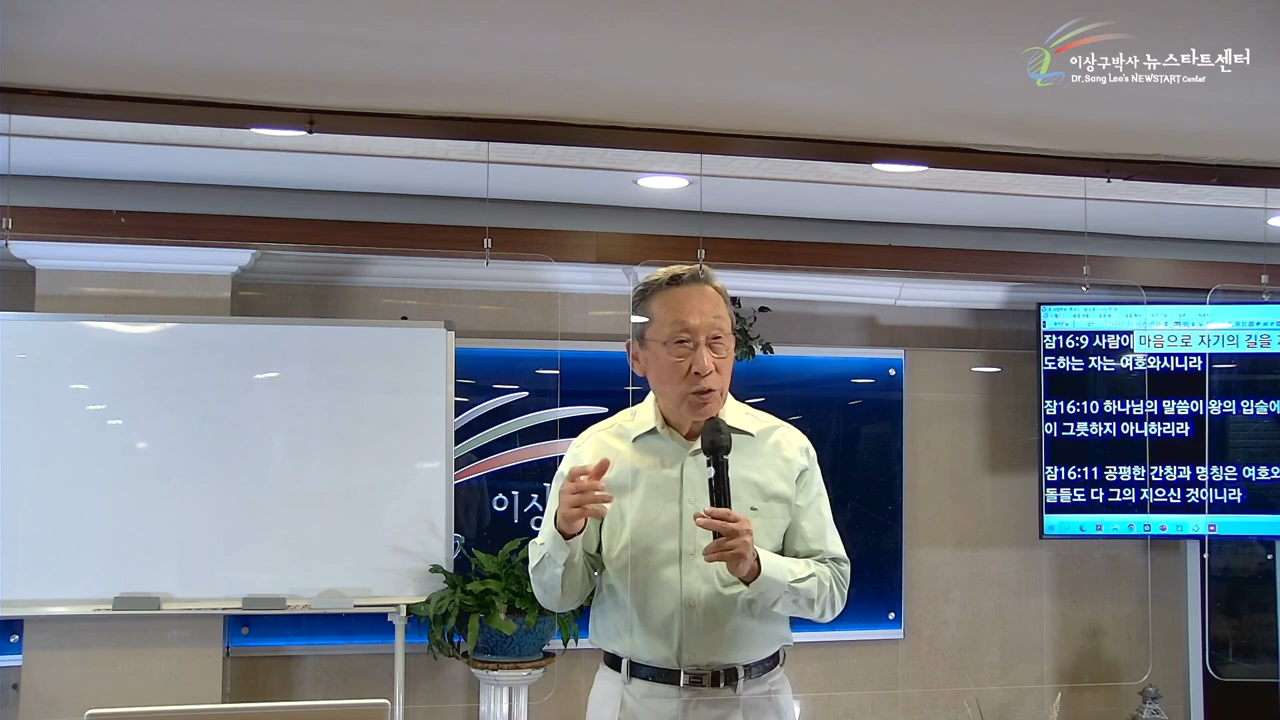 이상구박사 뉴스타트센터
Dr. Sang Lee's NEWSTART Center
잠16:9 사람이 마음으로 자기의 길을
도하는 자는 여호와시니라
잠16:10 하나님의 말씀이 왕의 입술에
이 그릇하지 아니하리라
잠16:11 공평한 간칭과 명칭은 여호와
돌들도 다 그의 지으신 것이니라
이상